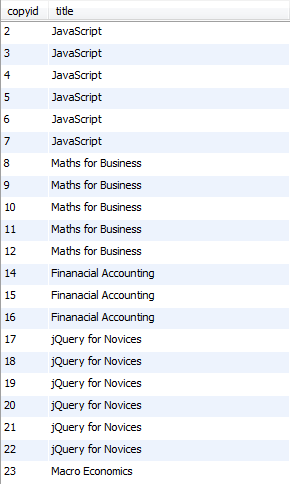 copyid title
2 JavaScript
3 JavaScript
4 JavaScript
5 JavaScript
6 JavaScript
7 JavaScript
8 Maths for Business
9 Maths for Business
10 Maths for Business
11 Maths for Business
12 Maths for Business
14 Finanacial Accounting
15 Finanacial Accounting
16 Finanacial Accounting
17 jQuery for Novices
18 jQuery for Novices
19 jQuery for Novices
20 jQuery for Novices
21 jQuery for Novices
22 jQuery for Novices
23 Macro Economics